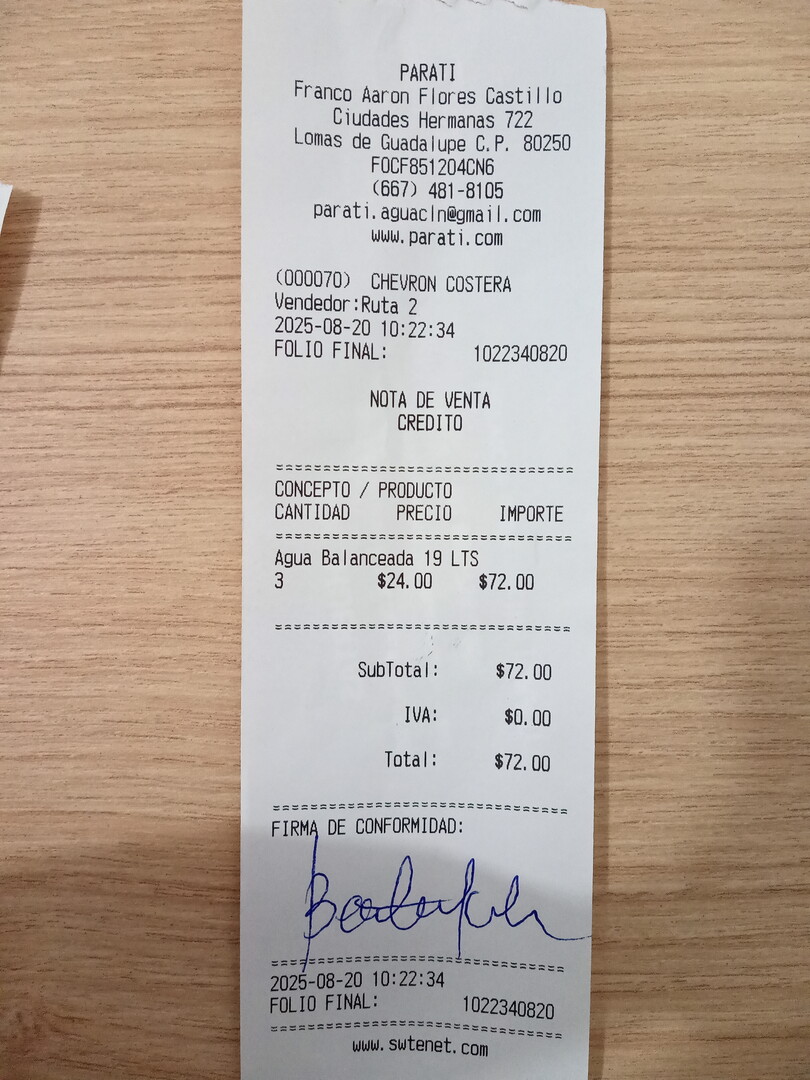 PARATI
Franco Aaron Flores Castillo
Ciudades Hermanas 722
Lomas de Guadalupe C.P. 80250
FOCF851204CN6
(667) 481-8105
parati.aguacln@gmail.com
www.parati.com
(000070) CHEVRON COSTERA
Vendedor:Ruta 2
2025-08-20 10:22:34
FOLIO FINAL: 1022340820
NOTA DE VENTA
CREDITO
CONCEPTO / PRODUCTO
CANTIDAD PRECIO IMPORTE
Agua Balanceada 19 LTS
3 $24.00 $72.00
SubTotal: $72.00
IVA: $0.00
Total: $72.00
FIRMA DE CONFORMIDAD:
2025-08-20 10:22:34
FOLIO FINAL: 1022340820
www.swtenet.com